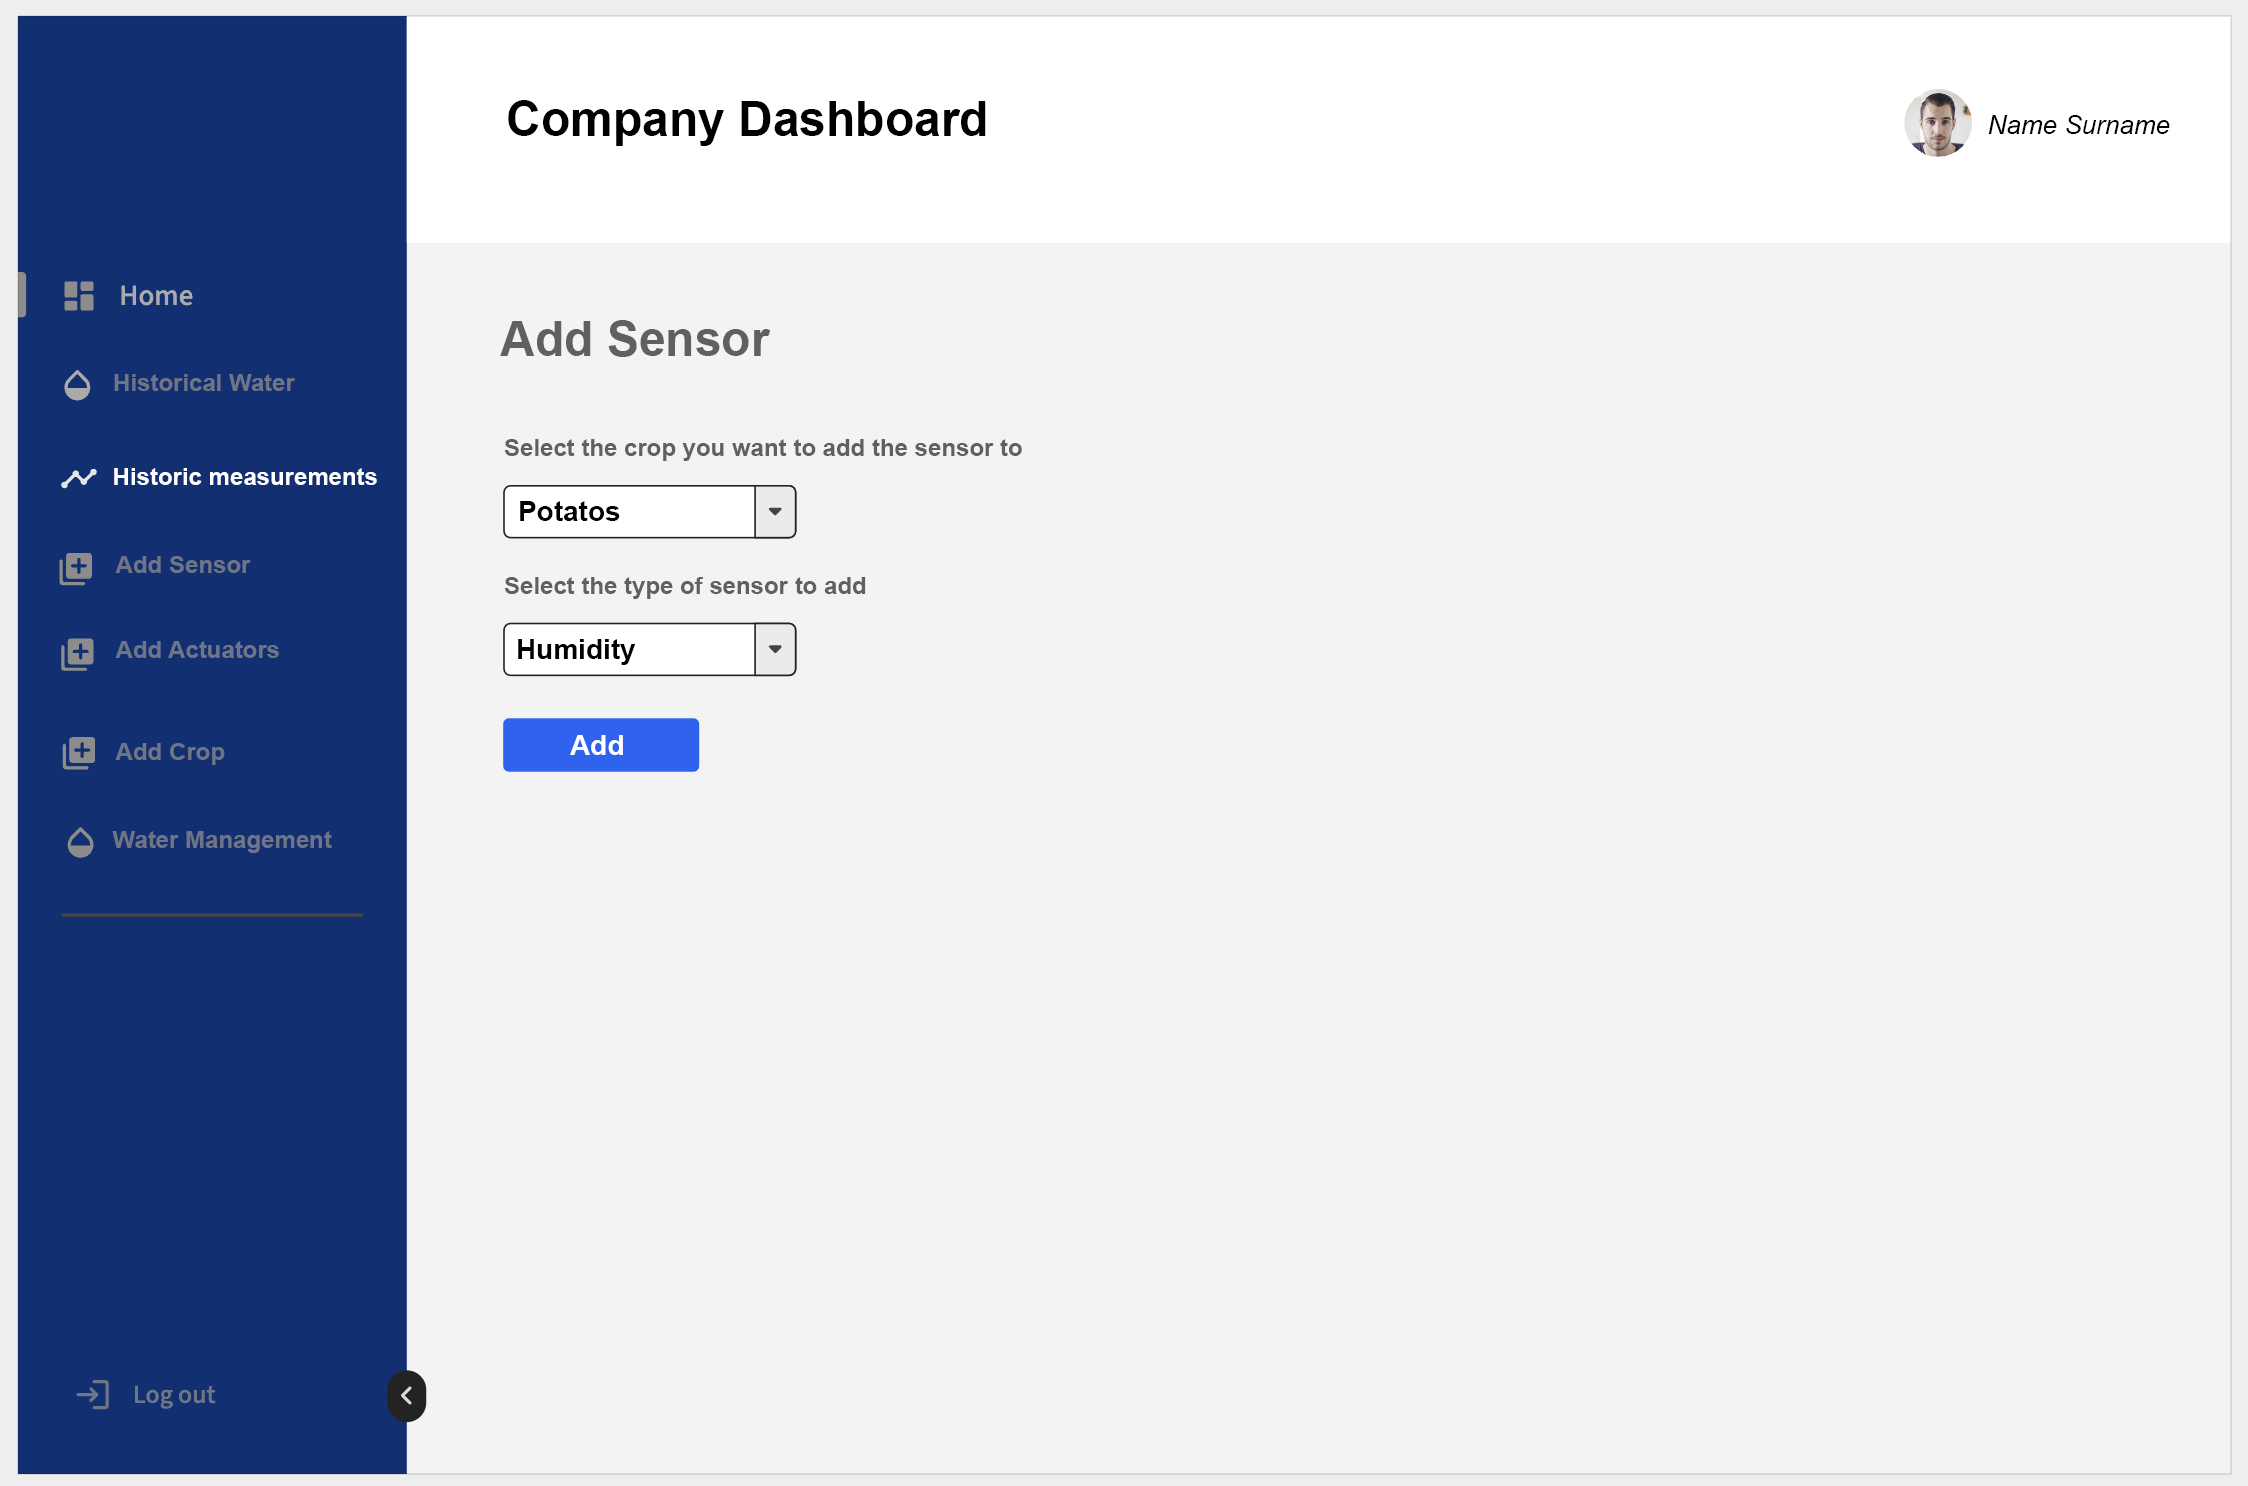 Company Dashboard
Name Surname
Home
Historical Water
Historic measurements
Add Sensor
Add Actuators
Add Crop
Water Management
Log out
Add Sensor
Select the crop you want to add the sensor to
Potatos
Select the type of sensor to add
Humidity
Add